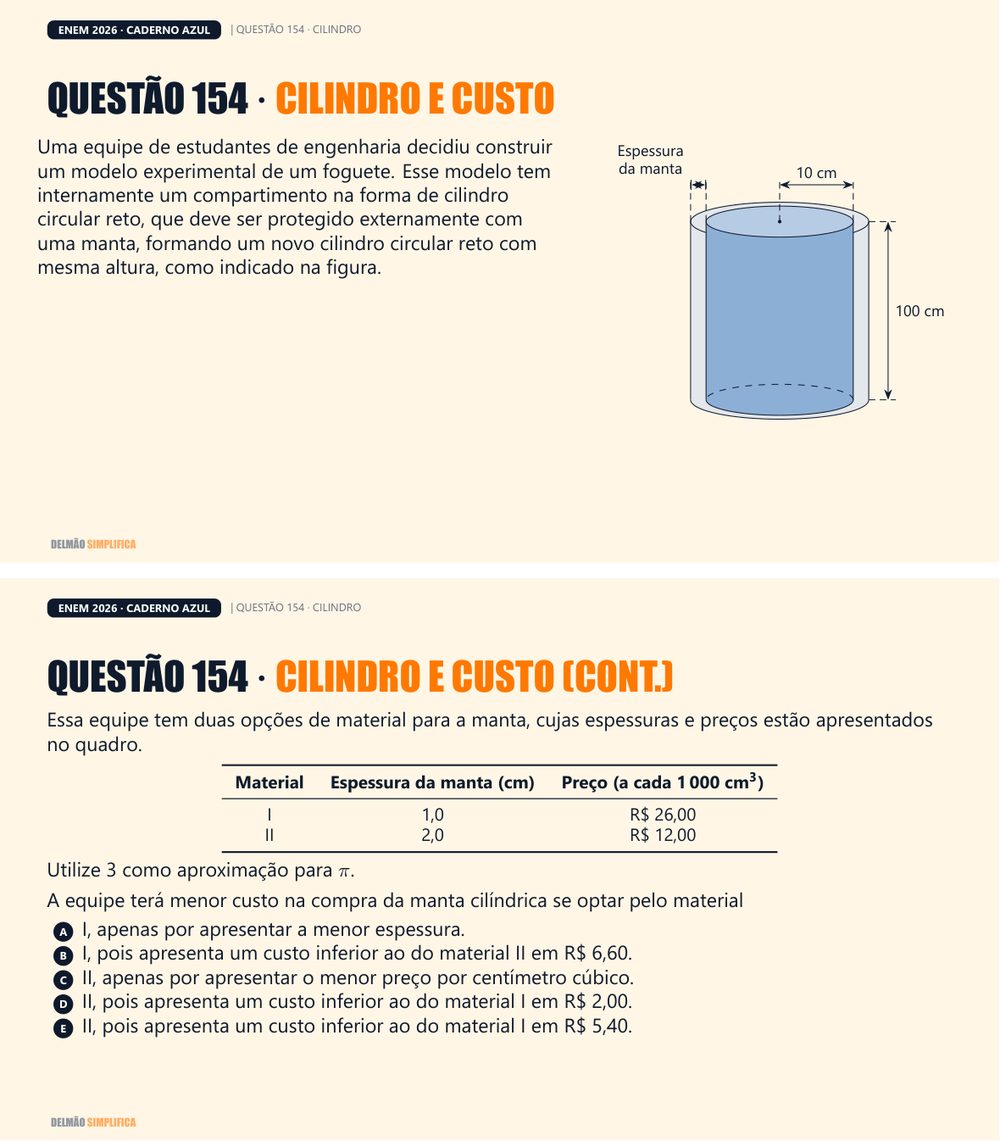 ENEM 2026 · CADERNO AZUL | QUESTÃO 154 · CILINDRO
QUESTÃO 154 · CILINDRO E CUSTO
Uma equipe de estudantes de engenharia decidiu construir
um modelo experimental de um foguete. Esse modelo tem
internamente um compartimento na forma de cilindro
circular reto, que deve ser protegido externamente com
uma manta, formando um novo cilindro circular reto com
mesma altura, como indicado na figura.
Espessura
da manta
10 cm
100 cm
DELMÃO SIMPLIFICA
ENEM 2026 · CADERNO AZUL | QUESTÃO 154 · CILINDRO
QUESTÃO 154 · CILINDRO E CUSTO (CONT.)
Essa equipe tem duas opções de material para a manta, cujas espessuras e preços estão apresentados
no quadro.
Material Espessura da manta (cm) Preço (a cada 1 000 cm³)
I 1,0 R$ 26,00
II 2,0 R$ 12,00
Utilize 3 como aproximação para π.
A equipe terá menor custo na compra da manta cilíndrica se optar pelo material
A I, apenas por apresentar a menor espessura.
B I, pois apresenta um custo inferior ao do material II em R$ 6,60.
C II, apenas por apresentar o menor preço por centímetro cúbico.
D II, pois apresenta um custo inferior ao do material I em R$ 2,00.
E II, pois apresenta um custo inferior ao do material I em R$ 5,40.
DELMÃO SIMPLIFICA